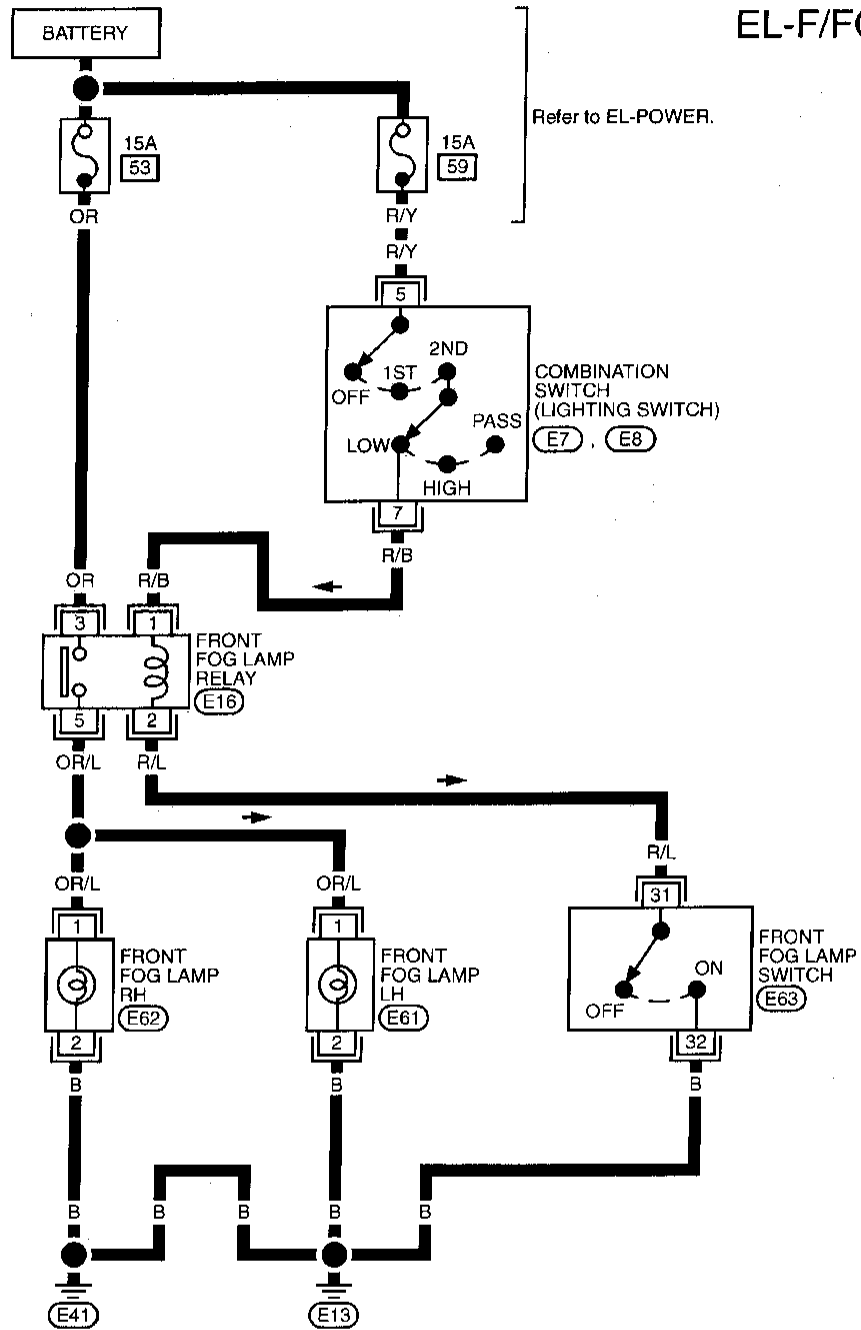 EL-F/FO
BATTERY
Refer to EL-POWER.
15A
53
15A
59
OR
R/Y
R/Y
5
2ND
1ST
OFF
PASS
LOW
HIGH
COMBINATION
SWITCH
(LIGHTING SWITCH)
E7 , E8
7
R/B
OR
R/B
3
1
FRONT
FOG LAMP
RELAY
E16
5
2
OR/L
R/L
R/L
OR/L
OR/L
31
1
1
FRONT
FOG LAMP
RH
E62
FRONT
FOG LAMP
LH
E61
ON
OFF
FRONT
FOG LAMP
SWITCH
E63
2
2
32
B
B
B
B
B
B
B
B
E41
E13